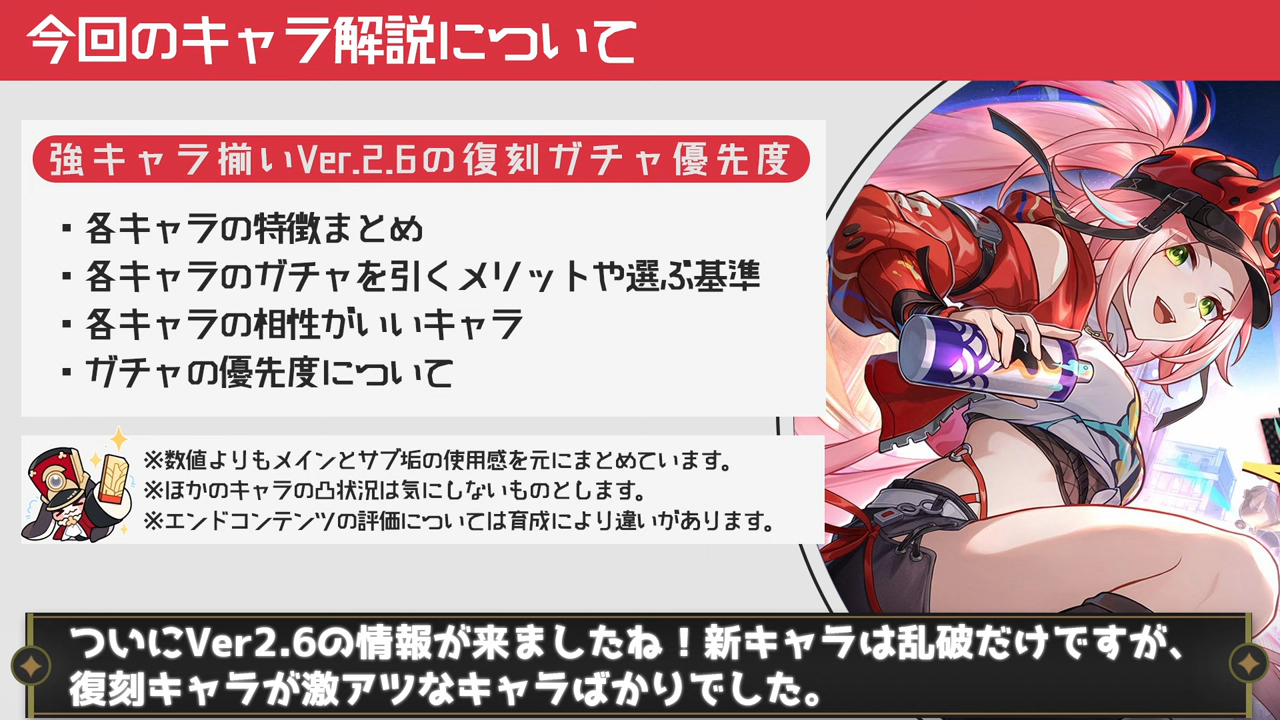 今回のキャラ解説について
強キャラ揃いVer.2.6の復刻ガチャ優先度
・各キャラの特徴まとめ
・各キャラのガチャを引くメリットや選ぶ基準
・各キャラの相性がいいキャラ
・ガチャの優先度について
※数値よりもメインとサブ垢の使用感を元にまとめています。
※ほかのキャラの凸状況は気にしないものとします。
※エンドコンテンツの評価については育成により違いがあります。
ついにVer2.6の情報が来ましたね！新キャラは乱破だけですが、
復刻キャラが激アツなキャラばかりでした。